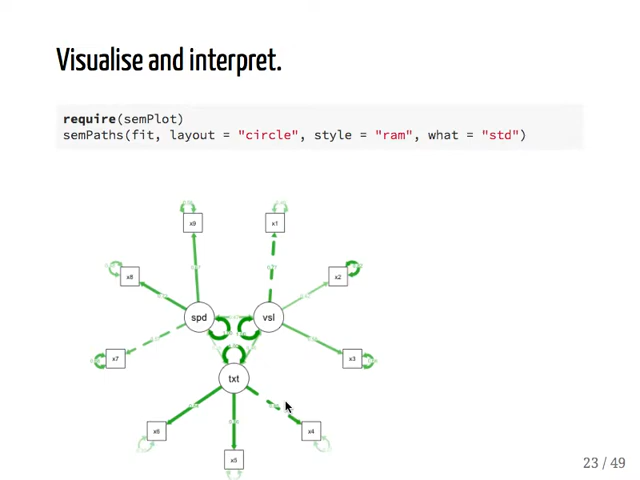 Visualise and interpret.
require(semPlot)
semPaths(fit, layout = "circle", style = "ram", what = "std")
x9
x1
x8
x2
spd
vsl
x7
x3
txt
x6
x4
x5
23 / 49